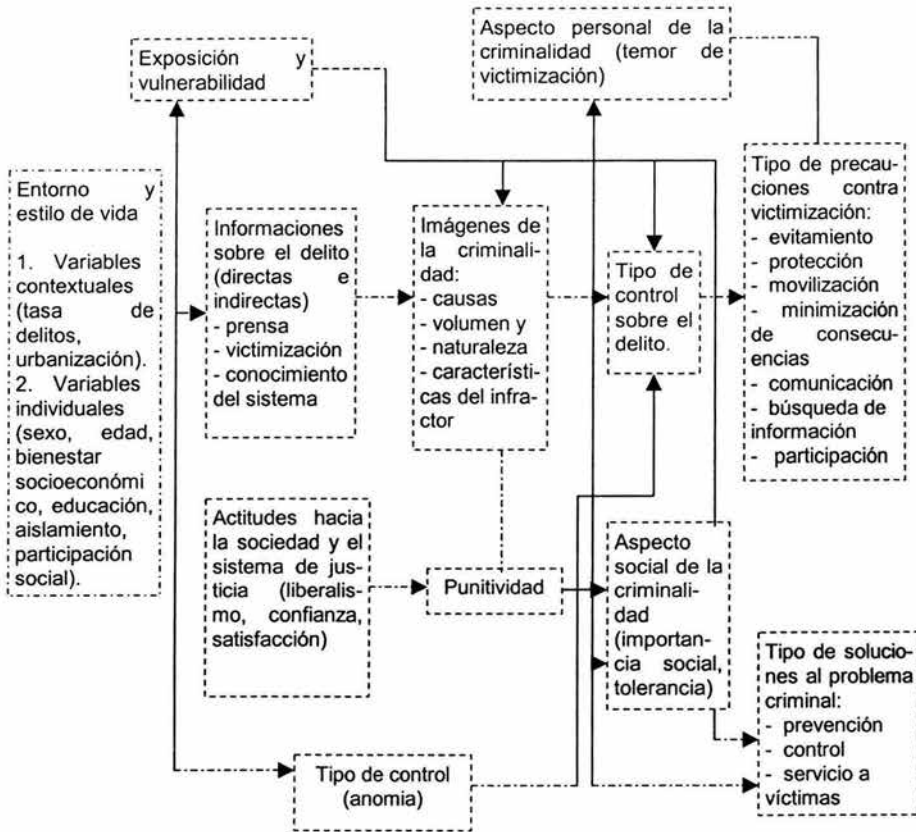 Exposición y
vulnerabilidad
Aspecto personal de la
criminalidad (temor de
victimización)
Entorno y
estilo de vida
1. Variables
contextuales
(tasa de
delitos,
urbanización).
2. Variables
individuales
(sexo, edad,
bienestar
socioeconómi
co, educación,
aislamiento,
participación
social).
Informaciones
sobre el delito
(directas e
indirectas)
- prensa
- victimización
- conocimiento
del sistema
Imágenes de
la criminali-
dad:
- causas
- volumen y
- naturaleza
- característi-
cas del infra-
ctor
Tipo de
control
sobre el
delito.
Tipo de precau-
ciones contra
victimización:
- evitamiento
- protección
- movilización
- minimización
de consecu-
encias
- comunicación
- búsqueda de
información
- participación
Actitudes hacia
la sociedad y el
sistema de jus-
ticia (liberalis-
mo, confianza,
satisfacción)
Punitividad
Aspecto
social de la
criminali-
dad
(importan-
cia social,
tolerancia)
Tipo de solucio-
nes al problema
criminal:
- prevención
- control
- servicio a
víctimas
Tipo de control
(anomia)